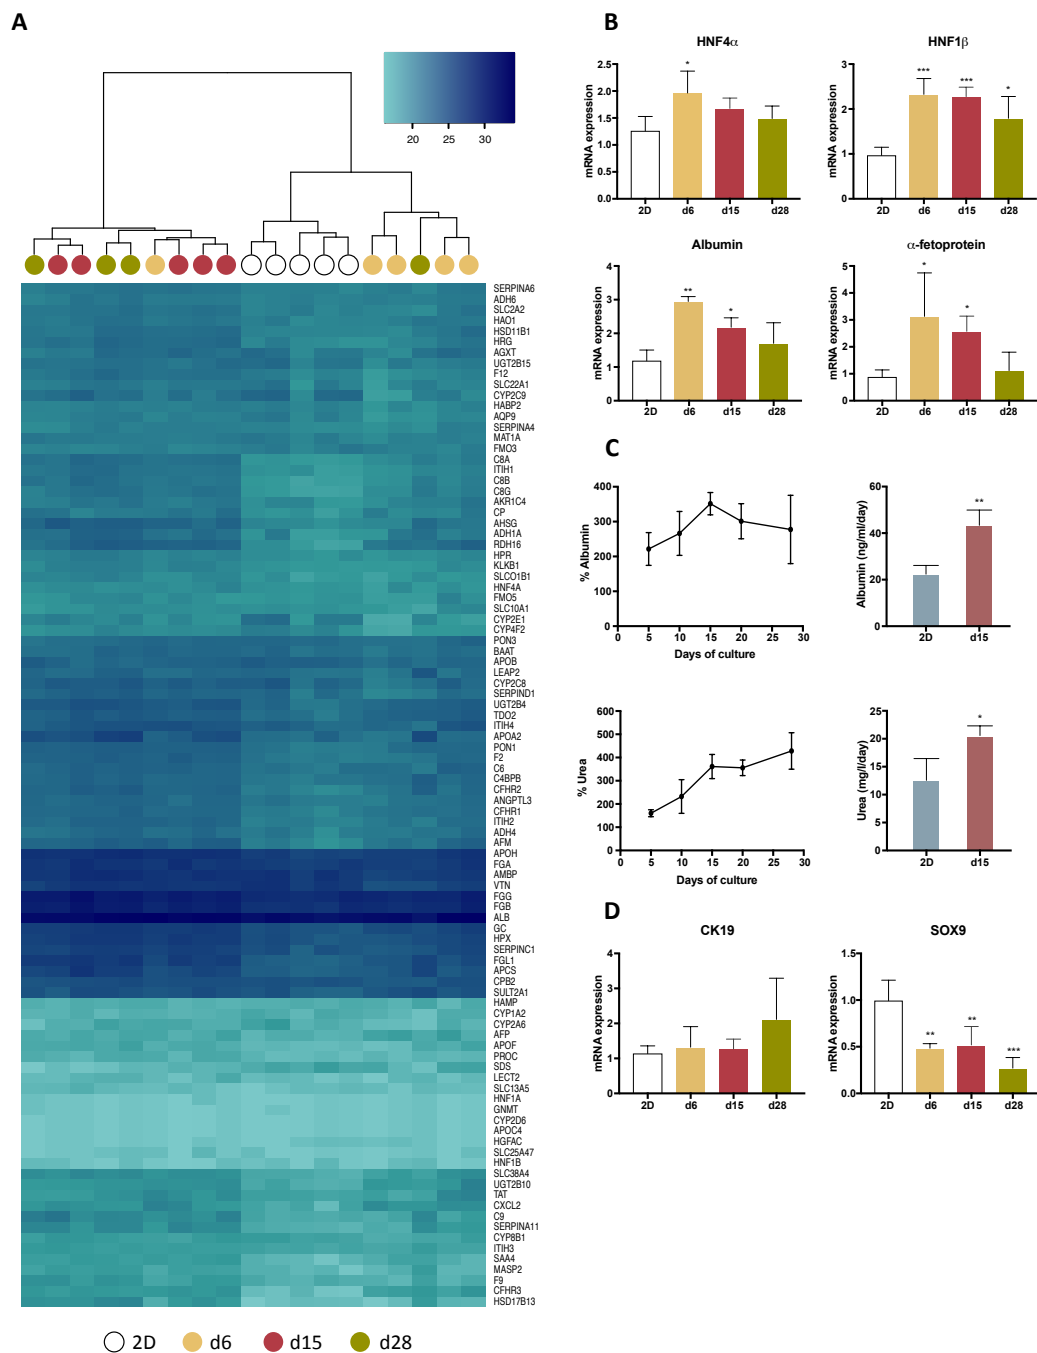 A
20 25 30
SERPINA6
ADH6
SLC2A2
HAO1
HSD11B1
HRG
AGXT
UGT2B15
F12
SLC22A1
CYP2C9
HABP2
AQP9
SERPINA4
MAT1A
FMO3
C8A
ITIH1
C8B
C8G
AKR1C4
CP
AHSG
ADH1A
RDH16
HPR
KLKB1
SLCO1B1
HNF4A
FMO5
SLC10A1
CYP2E1
CYP4F2
PON3
BAAT
APOB
LEAP2
CYP2C8
SERPIND1
UGT2B4
TDO2
ITIH4
APOA2
PON1
F2
C6
C4BPB
CFHR2
ANGPTL3
CFHR1
ITIH2
ADH4
AFM
APOH
FGA
AMBP
VTN
FGG
FGB
ALB
GC
HPX
SERPINC1
FGL1
APCS
CPB2
SULT2A1
HAMP
CYP1A2
CYP2A6
AFP
APOF
PROC
SDS
LECT2
SLC13A5
HNF1A
GNMT
CYP2D6
APOC4
HGFAC
SLC25A47
HNF1B
SLC38A4
UGT2B10
TAT
CXCL2
C9
SERPINA11
CYP8B1
ITIH3
SAA4
MASP2
F9
CFHR3
HSD17B13
2D d6 d15 d28
B
HNF4α
mRNA expression
2.5
2.0
1.5
1.0
0.5
0.0
*
2D d6 d15 d28
HNF1β
mRNA expression
3
2
1
0
*** *** *
2D d6 d15 d28
Albumin
mRNA expression
4
3
2
1
0
** *
2D d6 d15 d28
α-fetoprotein
mRNA expression
5
4
3
2
1
0
* *
2D d6 d15 d28
C
% Albumin
400
300
200
100
0
0 5 10 15 20 25 30
Days of culture
Albumin (ng/ml/day)
60
40
20
0
**
2D d15
% Urea
600
500
400
300
200
100
0
0 5 10 15 20 25 30
Days of culture
Urea (mg/l/day)
25
20
15
10
5
0
*
2D d15
D
CK19
mRNA expression
4
3
2
1
0
2D d6 d15 d28
SOX9
mRNA expression
1.5
1.0
0.5
0.0
** ** ***
2D d6 d15 d28